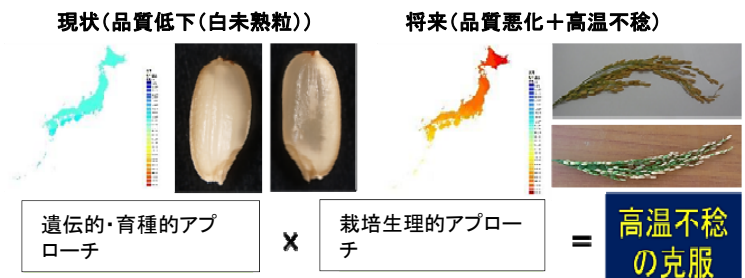 現状（品質低下（白未熟粒））
将来（品質悪化＋高温不稔）
遺伝的・育種的アプ
ローチ
x
栽培生理的アプロー
チ
=
高温不稔
の克服